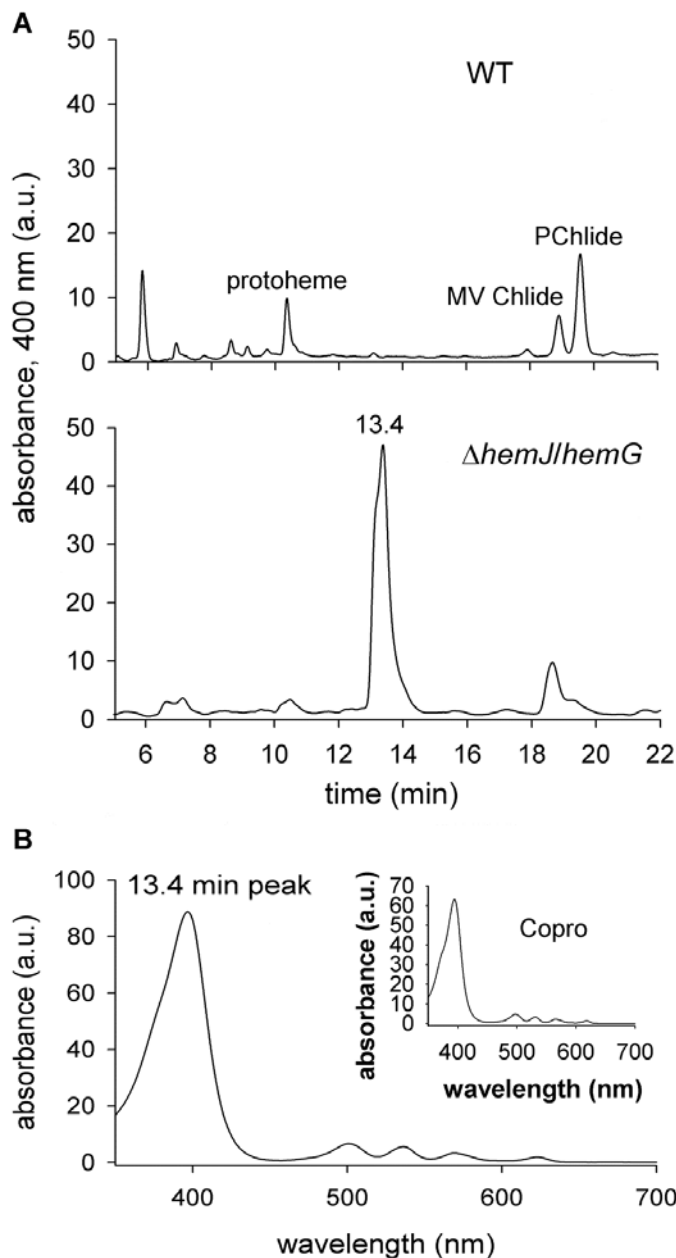 A
50
40
30
20
10
0
WT
protoheme
MV Chlide
PChlide
absorbance, 400 nm (a.u.)
50
40
30
20
10
0
13.4
ΔhemJ/hemG
6 8 10 12 14 16 18 20 22
time (min)
B
100
80
60
40
20
0
absorbance (a.u.)
13.4 min peak
400 500 600 700
wavelength (nm)
70
60
50
40
30
20
10
0
absorbance (a.u.)
Copro
400 500 600 700
wavelength (nm)